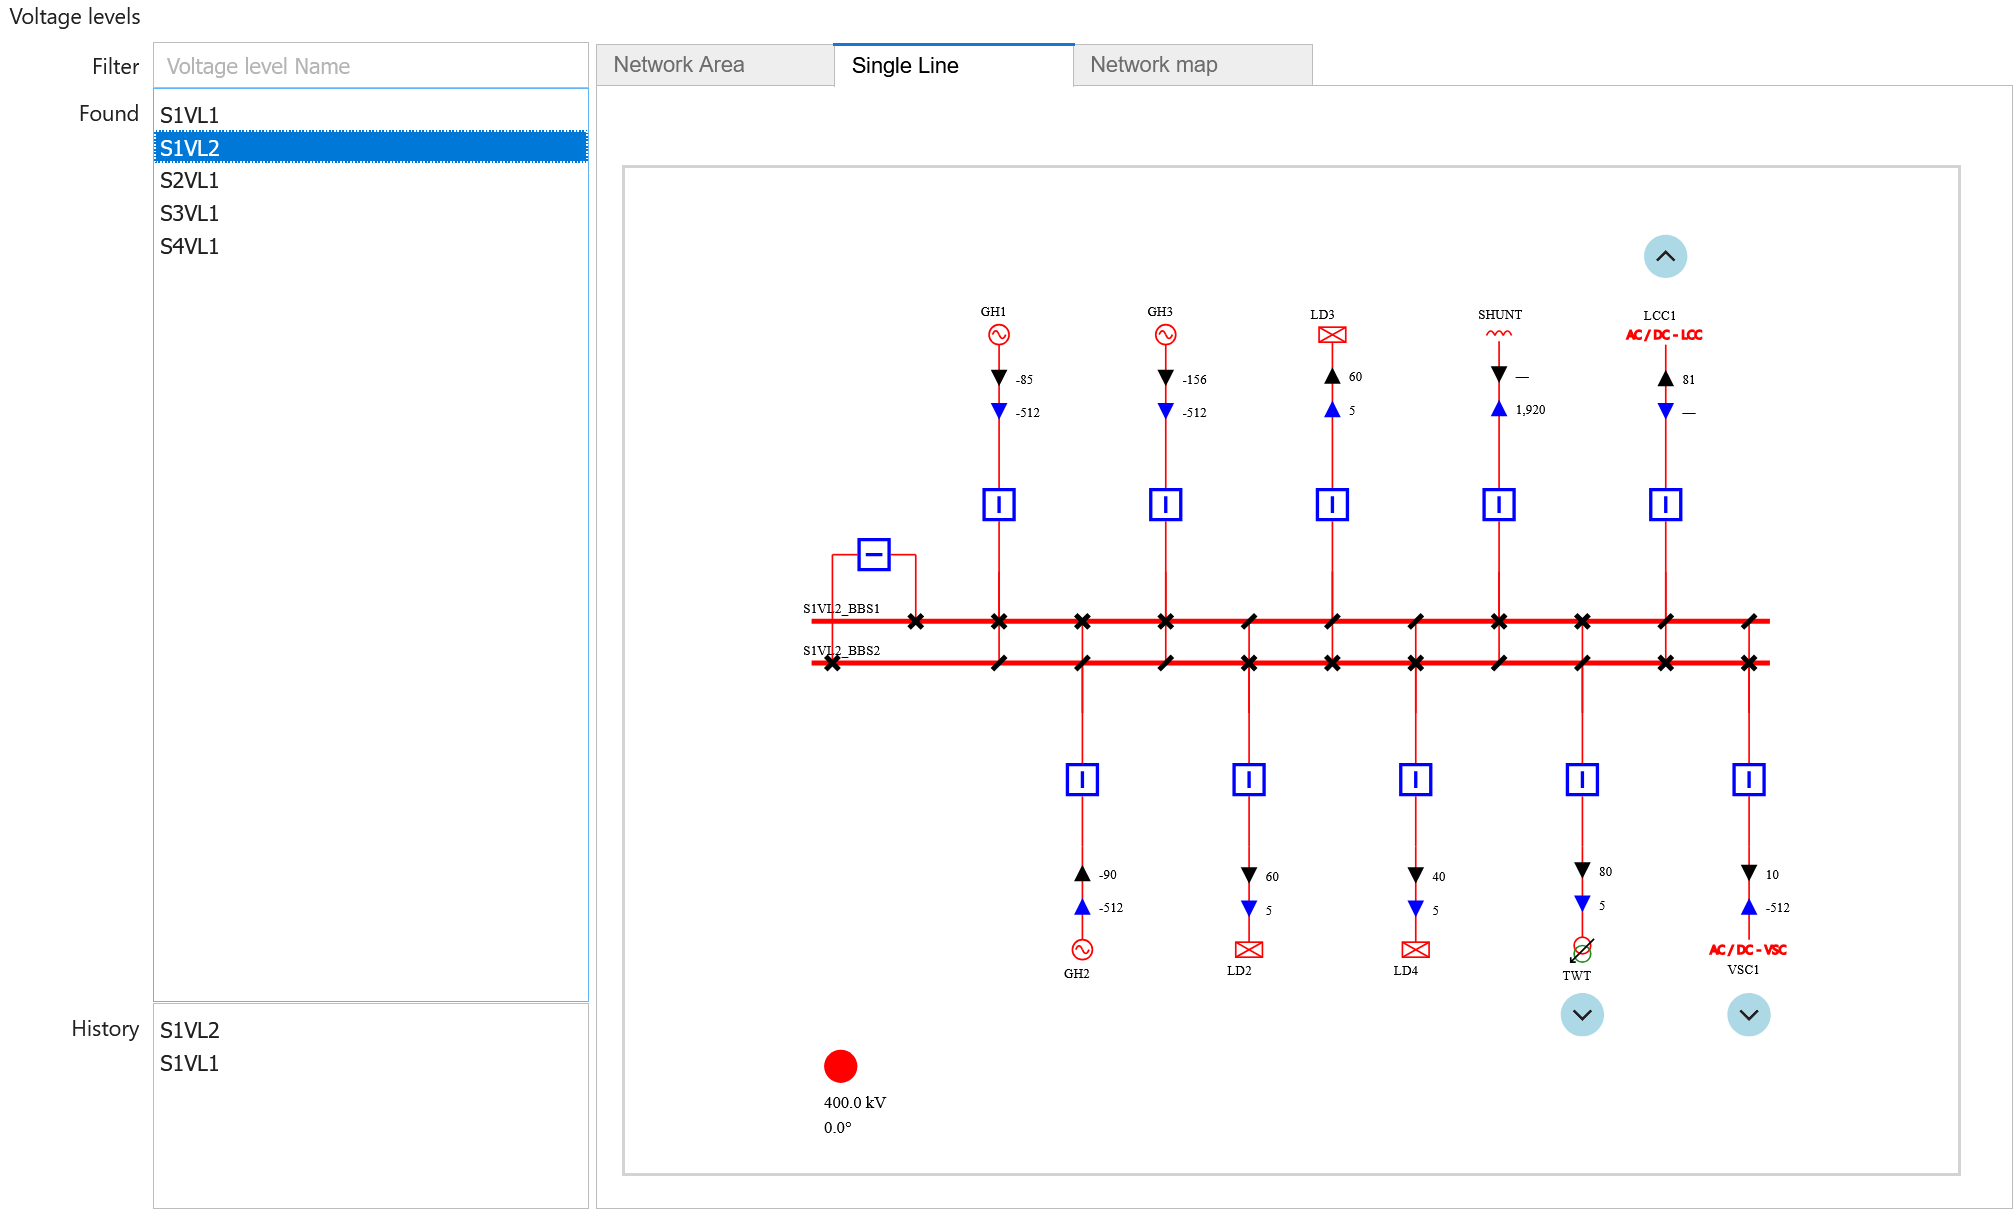 Voltage levels
Filter
Voltage level Name
Found
S1VL1
S1VL2
S2VL1
S3VL1
S4VL1
History
S1VL2
S1VL1
Network Area
Single Line
Network map
GH1
GH3
LD3
SHUNT
LCC1
AC / DC - LCC
-85
-156
60
—
81
-512
-512
5
1,920
—
S1VL2_BBS1
S1VL2_BBS2
-90
60
40
80
10
-512
5
5
5
-512
AC / DC - VSC
GH2
LD2
LD4
TWT
VSC1
400.0 kV
0.0°